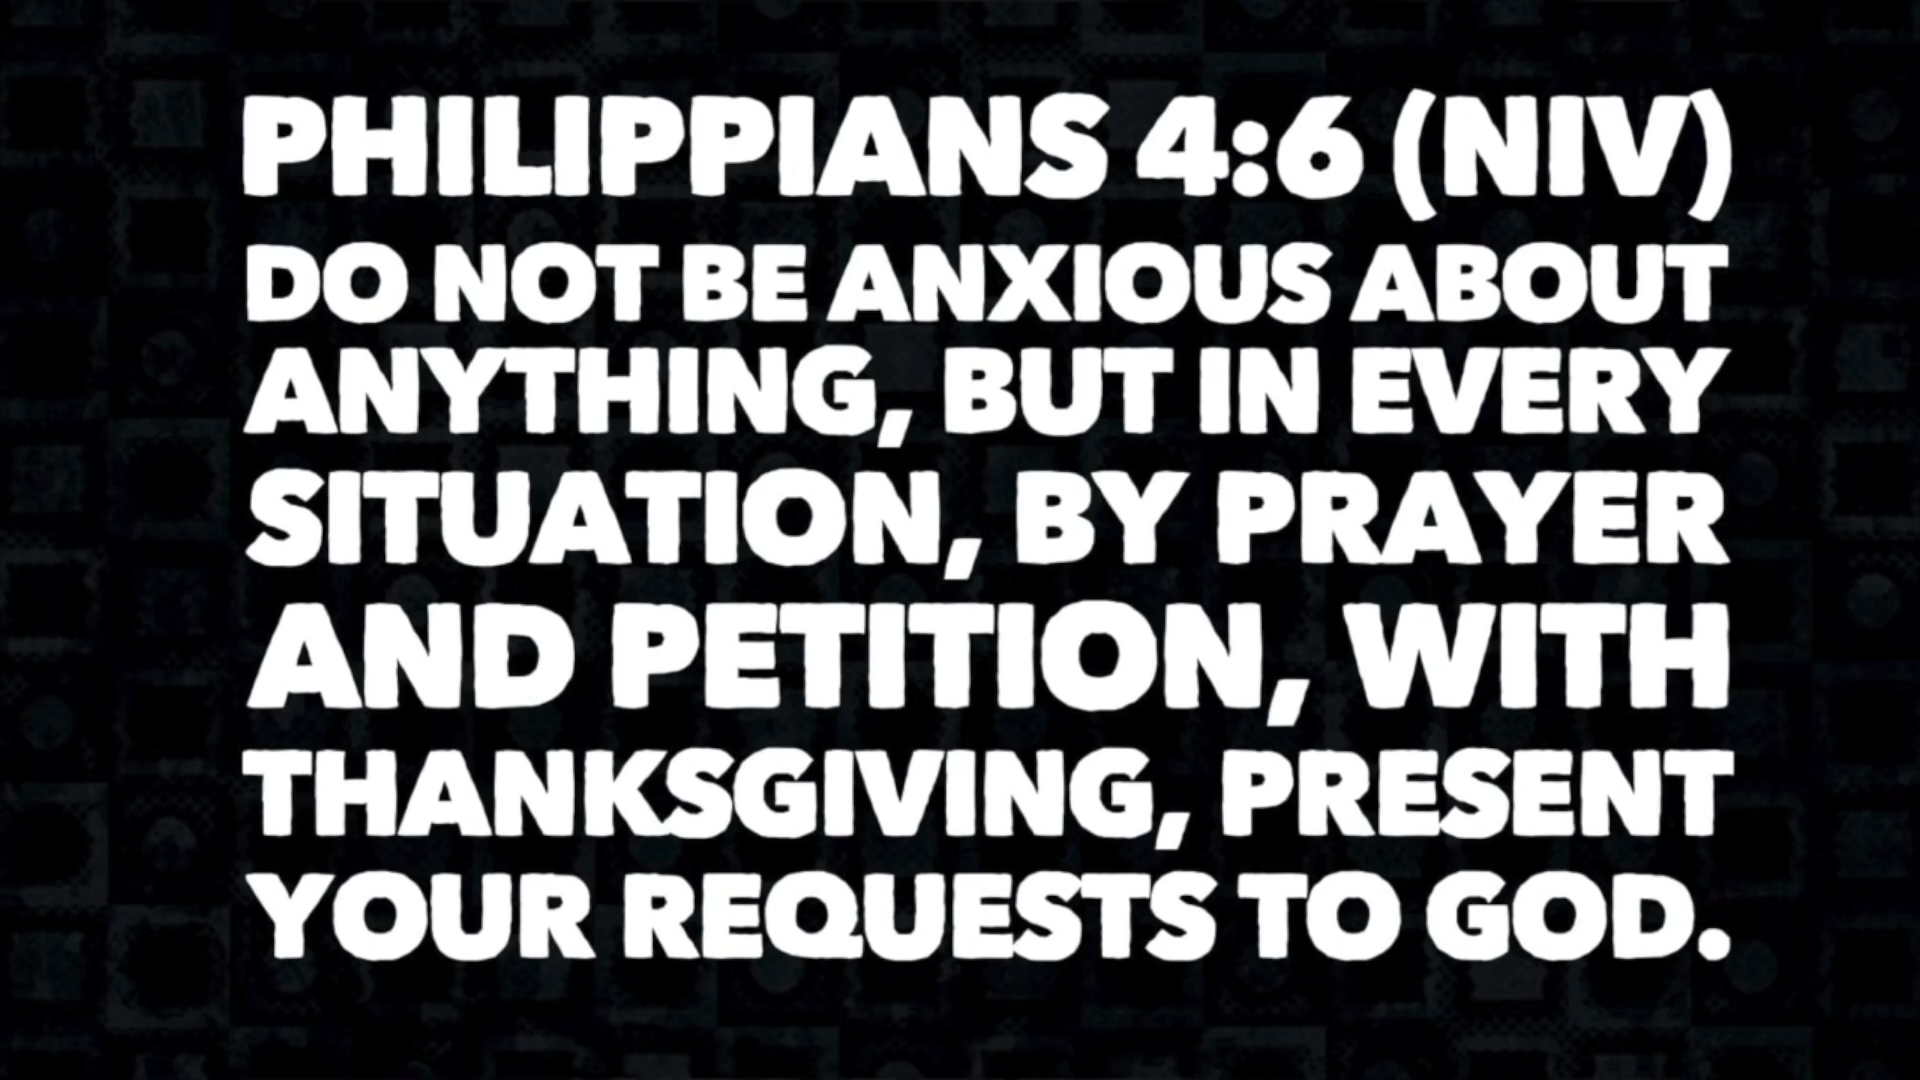 PHILIPPIANS 4:6 (NIV)
DO NOT BE ANXIOUS ABOUT
ANYTHING, BUT IN EVERY
SITUATION, BY PRAYER
AND PETITION, WITH
THANKSGIVING, PRESENT
YOUR REQUESTS TO GOD.